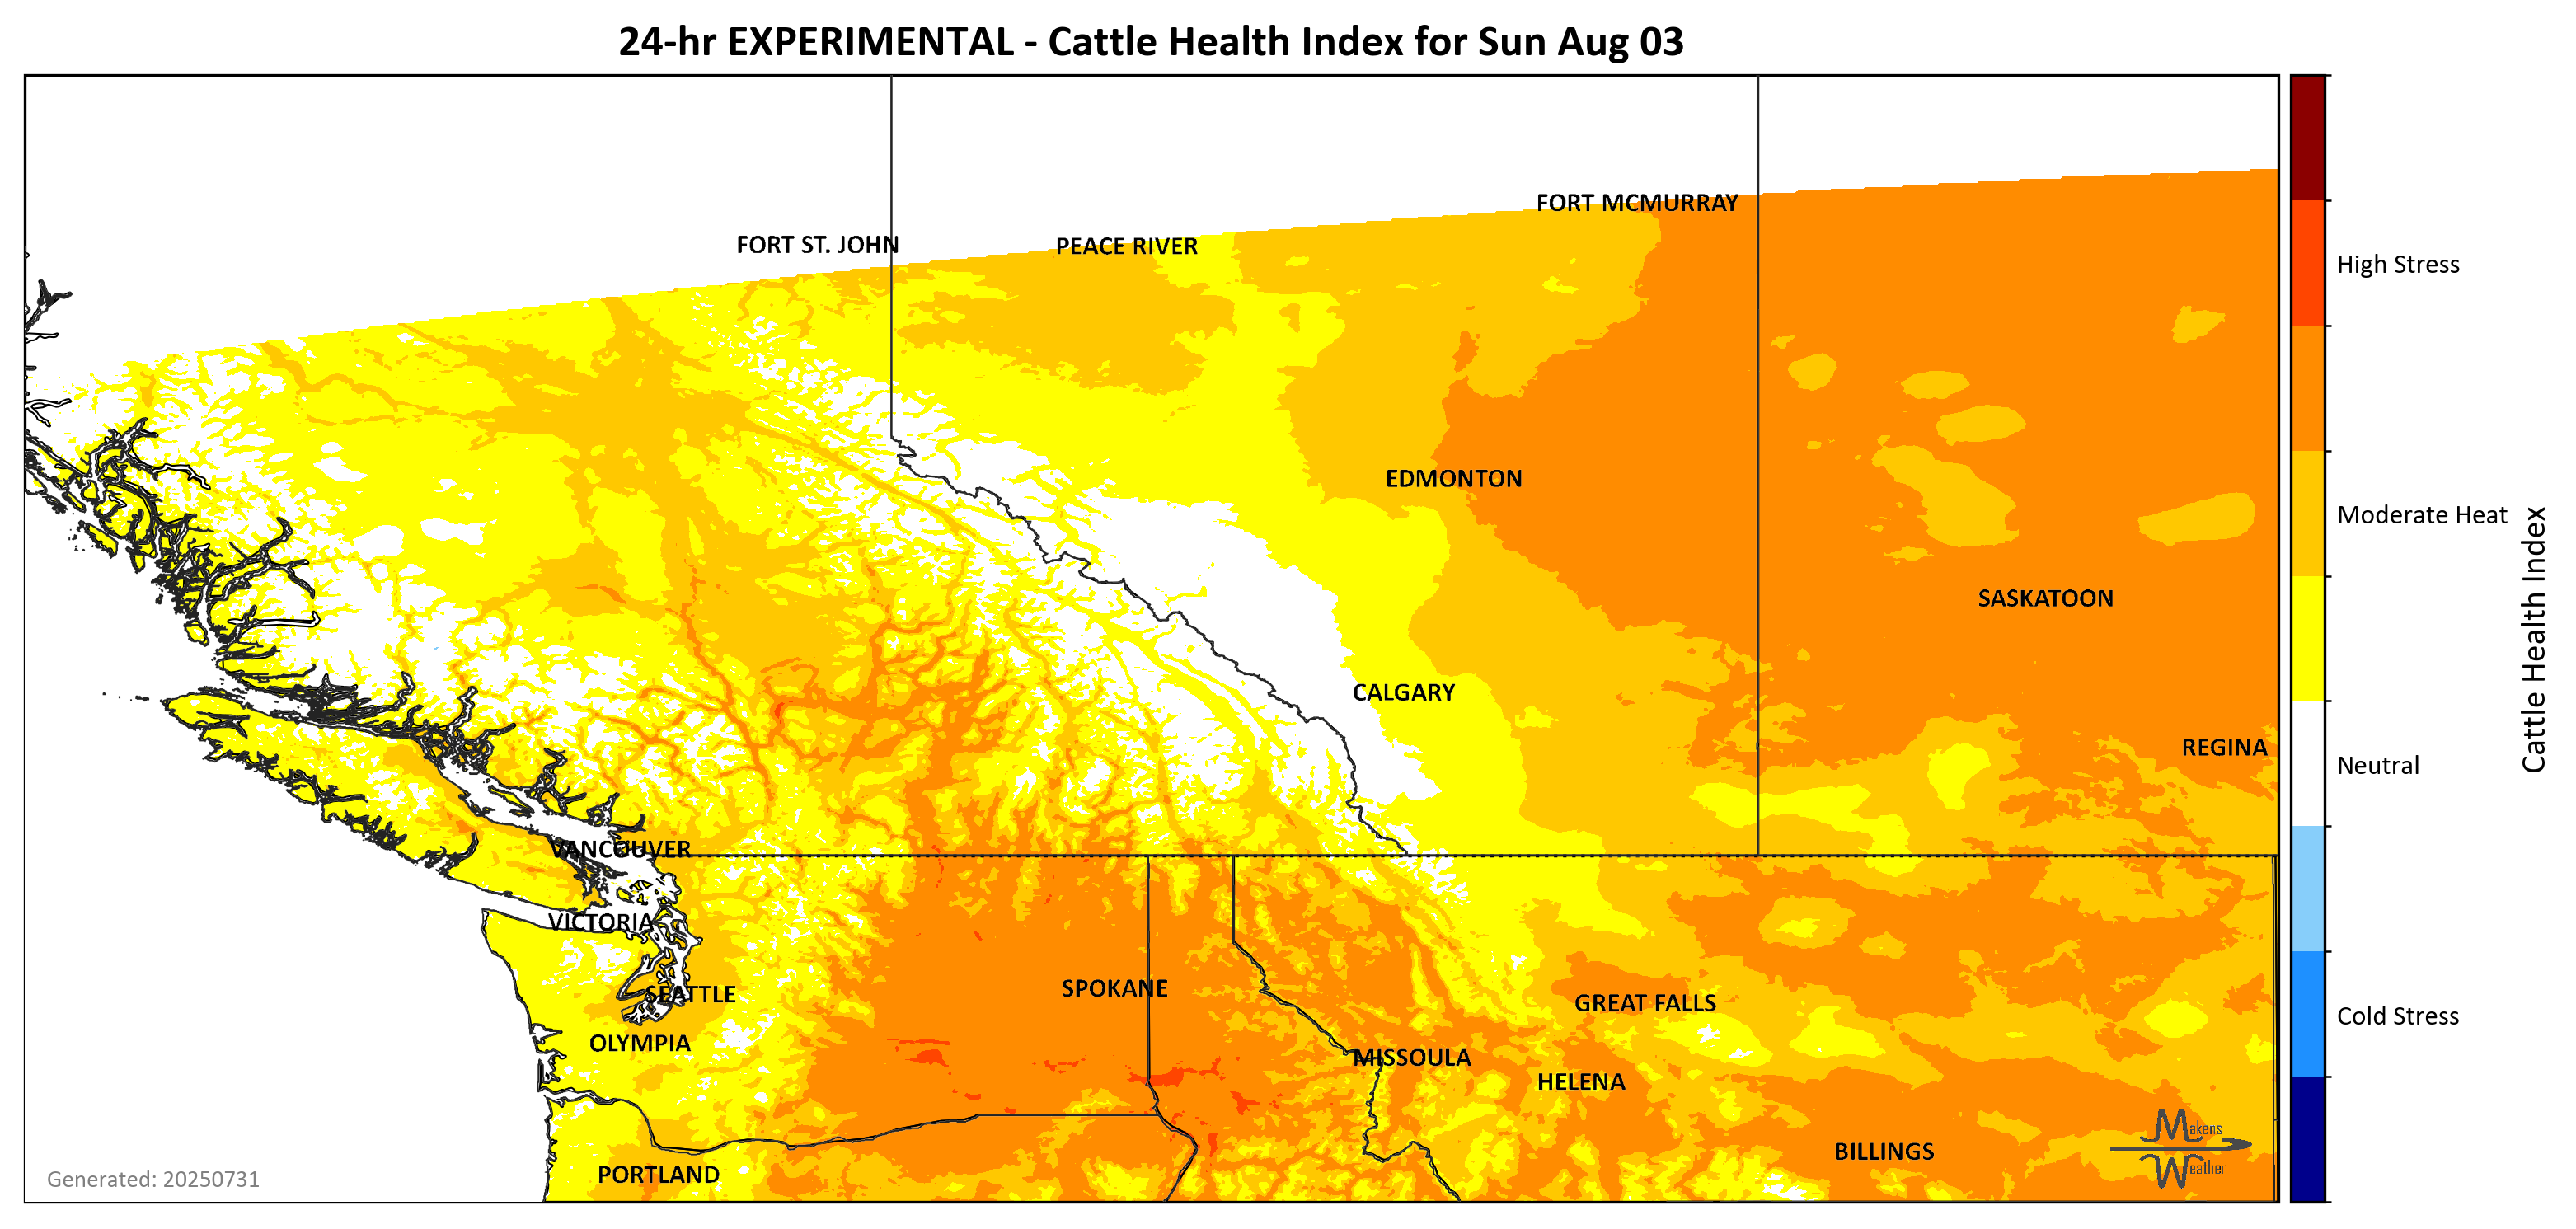 24-hr EXPERIMENTAL - Cattle Health Index for Sun Aug 03
FORT MCMURRAY
FORT ST. JOHN
PEACE RIVER
High Stress
EDMONTON
Moderate Heat
SASKATOON
Cattle Health Index
CALGARY
REGINA
Neutral
VANCOUVER
VICTORIA
SPOKANE
SEATTLE
GREAT FALLS
Cold Stress
OLYMPIA
MISSOULA
HELENA
Makens
Weather
BILLINGS
PORTLAND
Generated: 20250731